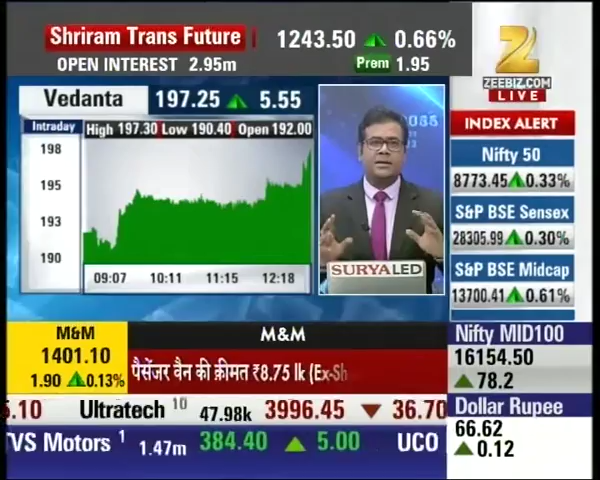 Shriram Trans Future 1243.50 0.66%
OPEN INTEREST 2.95m Prem 1.95
ZEEBIZ.COM
LIVE
Vedanta 197.25 5.55
Intraday High 197.30 Low 190.40 Open 192.00
198
195
193
190
09:07 10:11 11:15 12:18
SURYA LED
INDEX ALERT
Nifty 50
8773.45 0.33%
S&P BSE Sensex
28305.99 0.30%
S&P BSE Midcap
13700.41 0.61%
M&M
1401.10
1.90 0.13%
M&M
पैसेंजर वैन की कीमत ₹8.75 lk (Ex-Sh
Nifty MID100
16154.50
78.2
5.10 Ultratech 10 47.98k 3996.45 36.70
Dollar Rupee
66.62
0.12
TVS Motors 1 1.47m 384.40 5.00 UCO